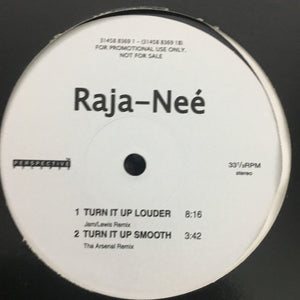 31458 8369 1 - (31458 8369 1B)
FOR PROMOTIONAL USE ONLY.
NOT FOR SALE
Raja-Neé
PERSPECTIVE
RECORDS
33⅓RPM
stereo
1 TURN IT UP LOUDER 8:16
Jam/Lewis Remix
2 TURN IT UP SMOOTH 3:42
Tha Arsenal Remix